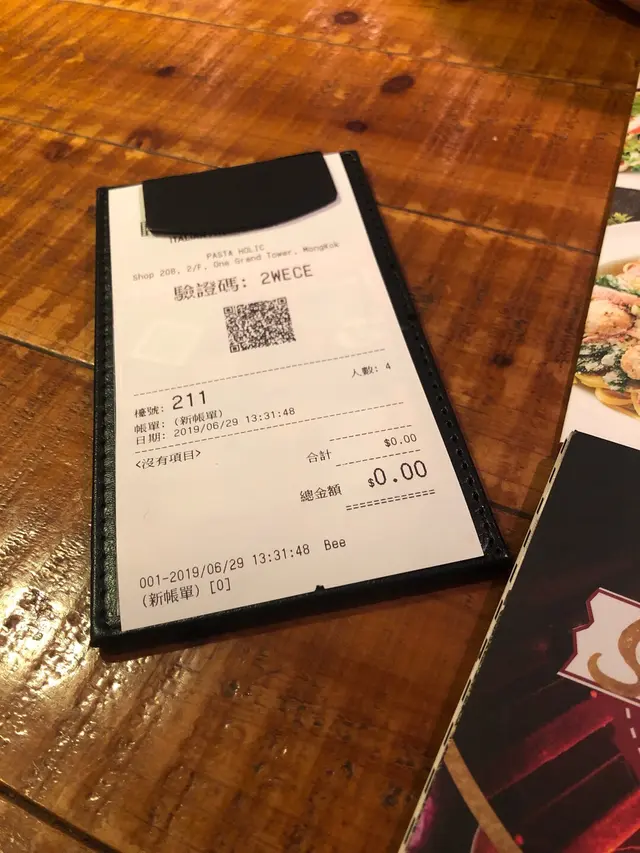 PASTA HOLIC
Shop 208, 2/F, One Grand Tower, MongKok
驗證碼: 2WECE
人數: 4
檯號: 211
帳單: (新帳單)
日期: 2019/06/29 13:31:48
<沒有項目>
$0.00
合計
總金額 $0.00
001-2019/06/29 13:31:48 Bee
(新帳單) [0]